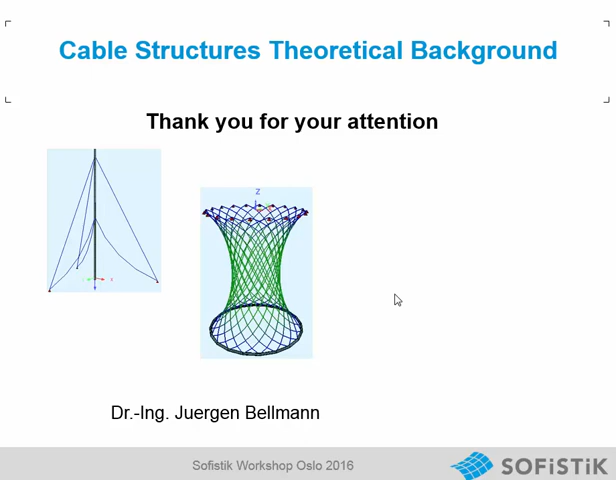 Cable Structures Theoretical Background
Thank you for your attention
Z
x
Dr.-Ing. Juergen Bellmann
Sofistik Workshop Oslo 2016
SOFiSTiK